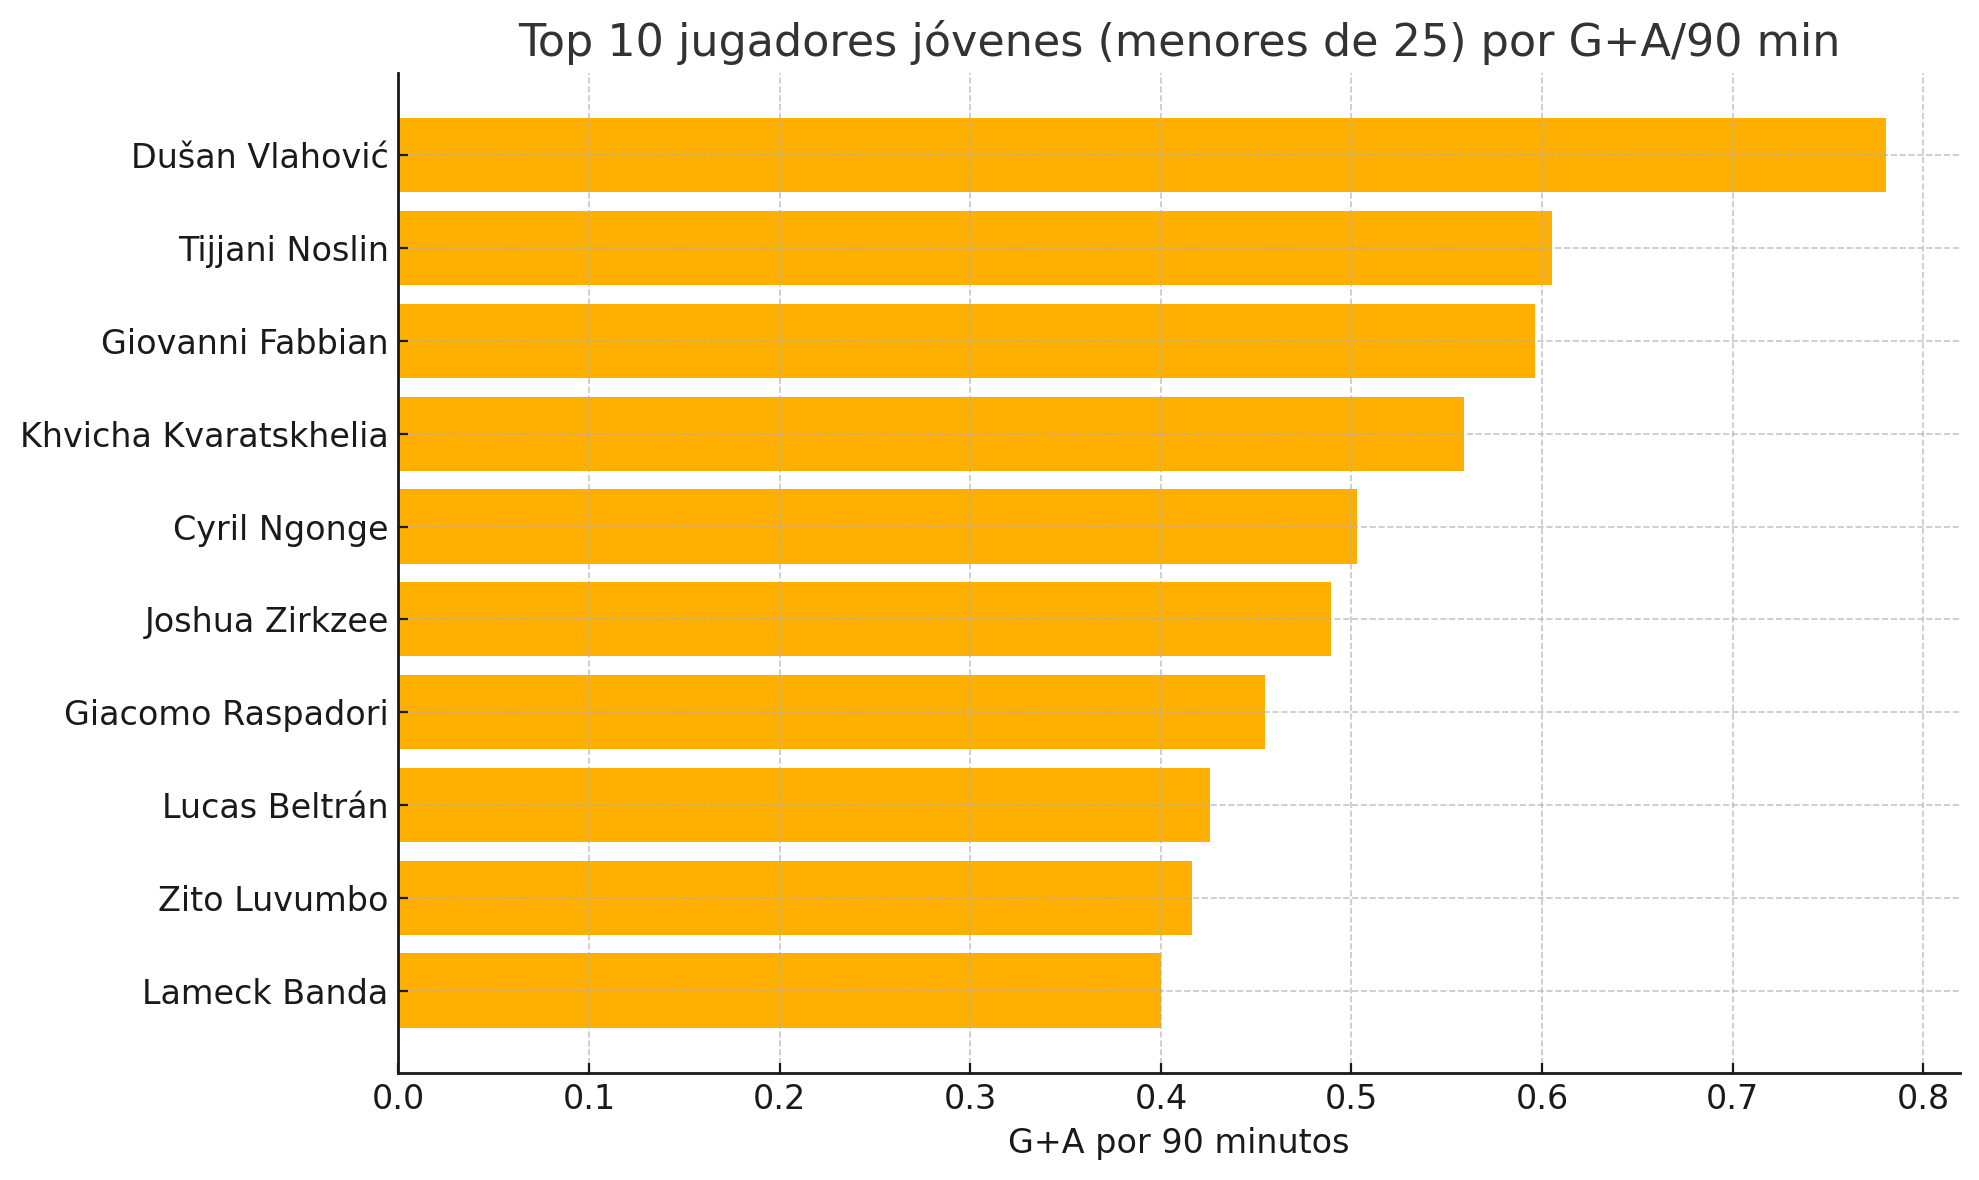 Top 10 jugadores jóvenes (menores de 25) por G+A/90 min
Dušan Vlahović
Tijjani Noslin
Giovanni Fabbian
Khvicha Kvaratskhelia
Cyril Ngonge
Joshua Zirkzee
Giacomo Raspadori
Lucas Beltrán
Zito Luvumbo
Lameck Banda
0.0 0.1 0.2 0.3 0.4 0.5 0.6 0.7 0.8
G+A por 90 minutos